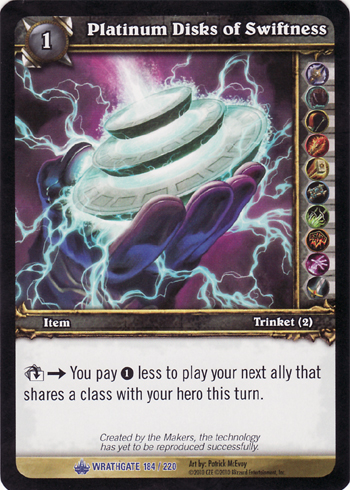 1 Platinum Disks of Swiftness
Item Trinket (2)
You pay 1 less to play your next ally that
shares a class with your hero this turn.
Created by the Makers, the technology
has yet to be reproduced successfully.
WRATHGATE 184 / 220
Art by: Patrick McEvoy